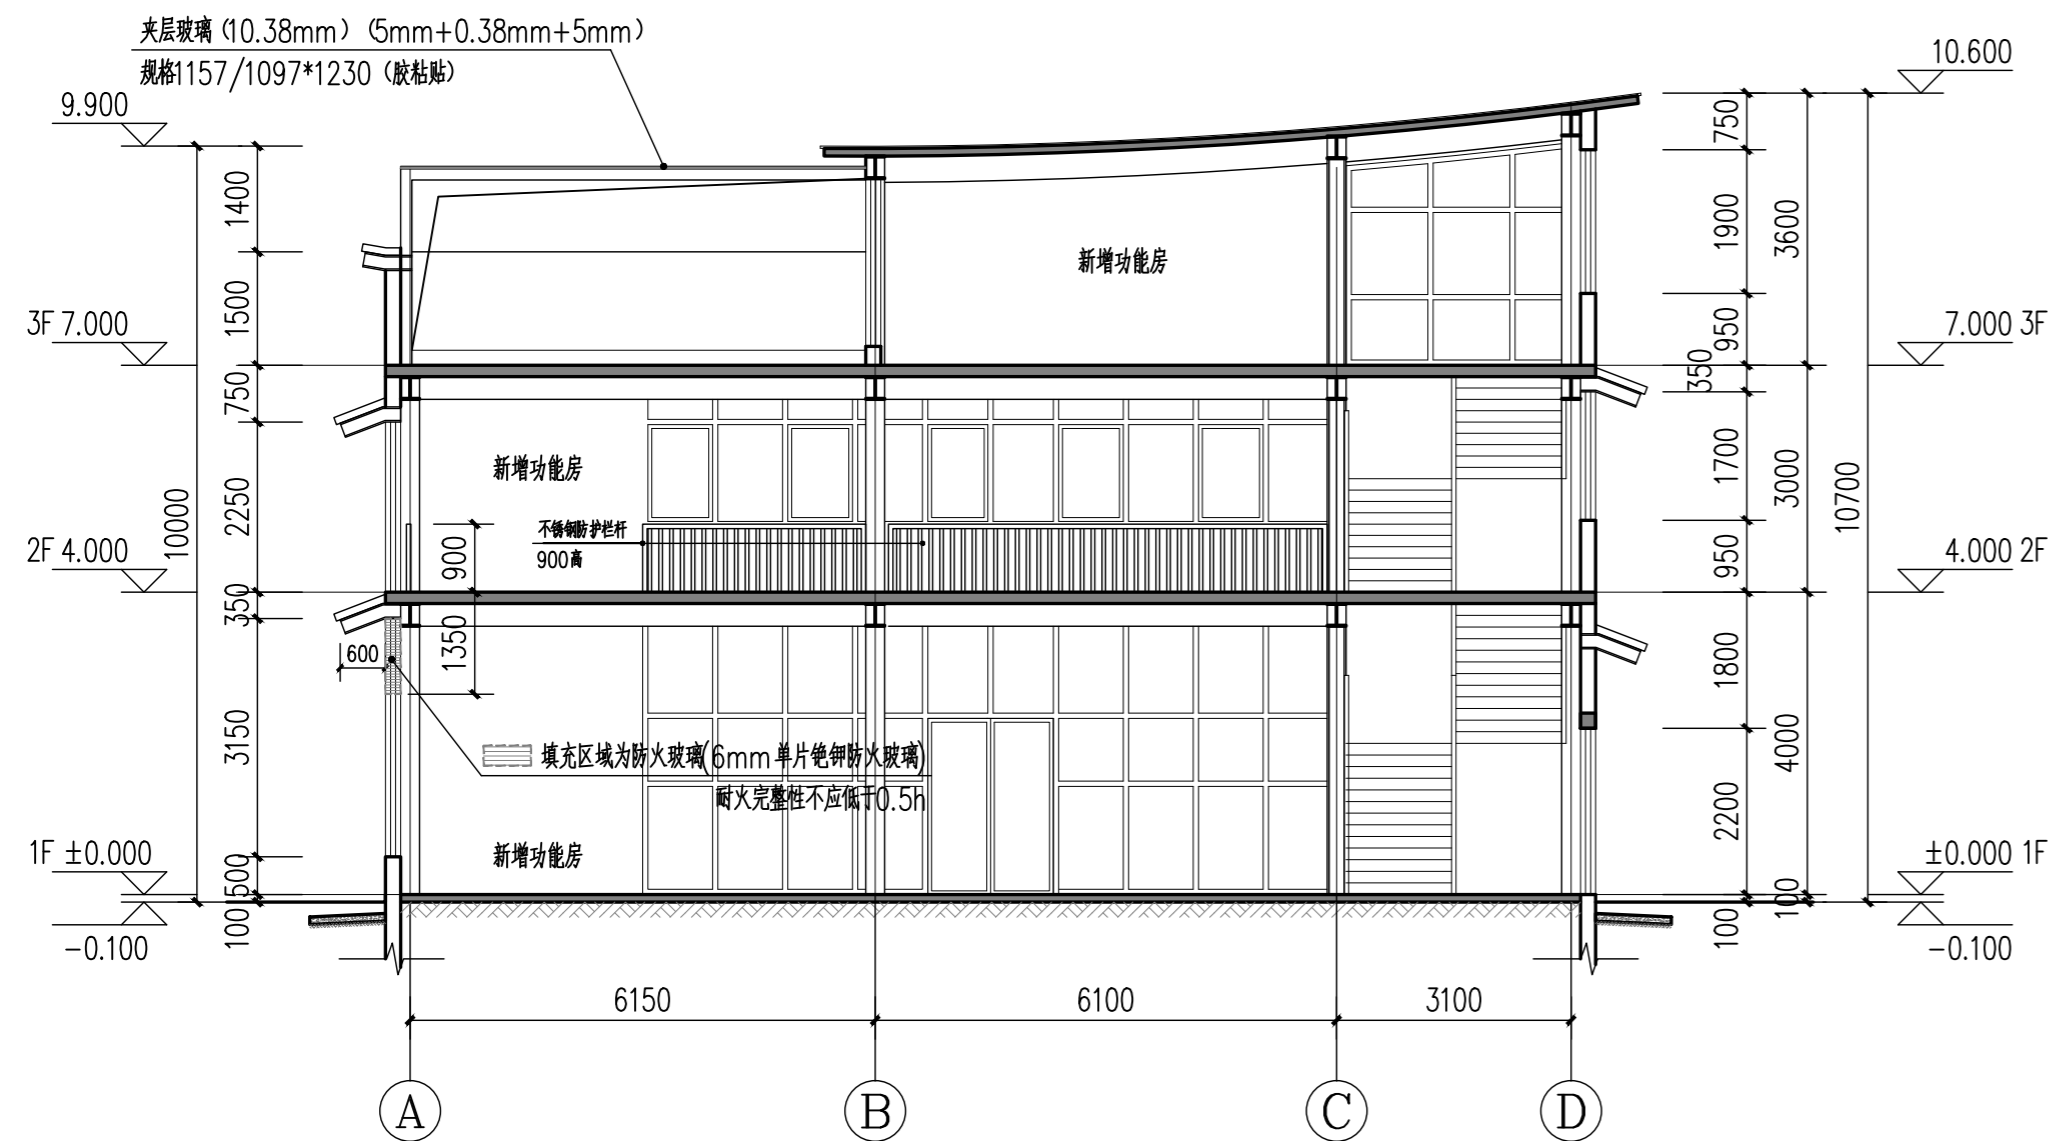 夹层玻璃(10.38mm) (5mm+0.38mm+5mm)
规格1157/1097*1230 (胶粘贴)
9.900
10.600
1400
1500
750
2250
350
3150
500
100
10000
3F 7.000
2F 4.000
1F ±0.000
-0.100
新增功能房
新增功能房
不锈钢防护栏杆
900高
900
1350
600
填充区域为防火玻璃(6mm单片铯钾防火玻璃)
耐火完整性不应低于0.5h
新增功能房
750
1900
950
350
1700
950
1800
2200
100
3600
3000
4000
100
10700
7.000 3F
4.000 2F
±0.000 1F
-0.100
6150
6100
3100
A
B
C
D